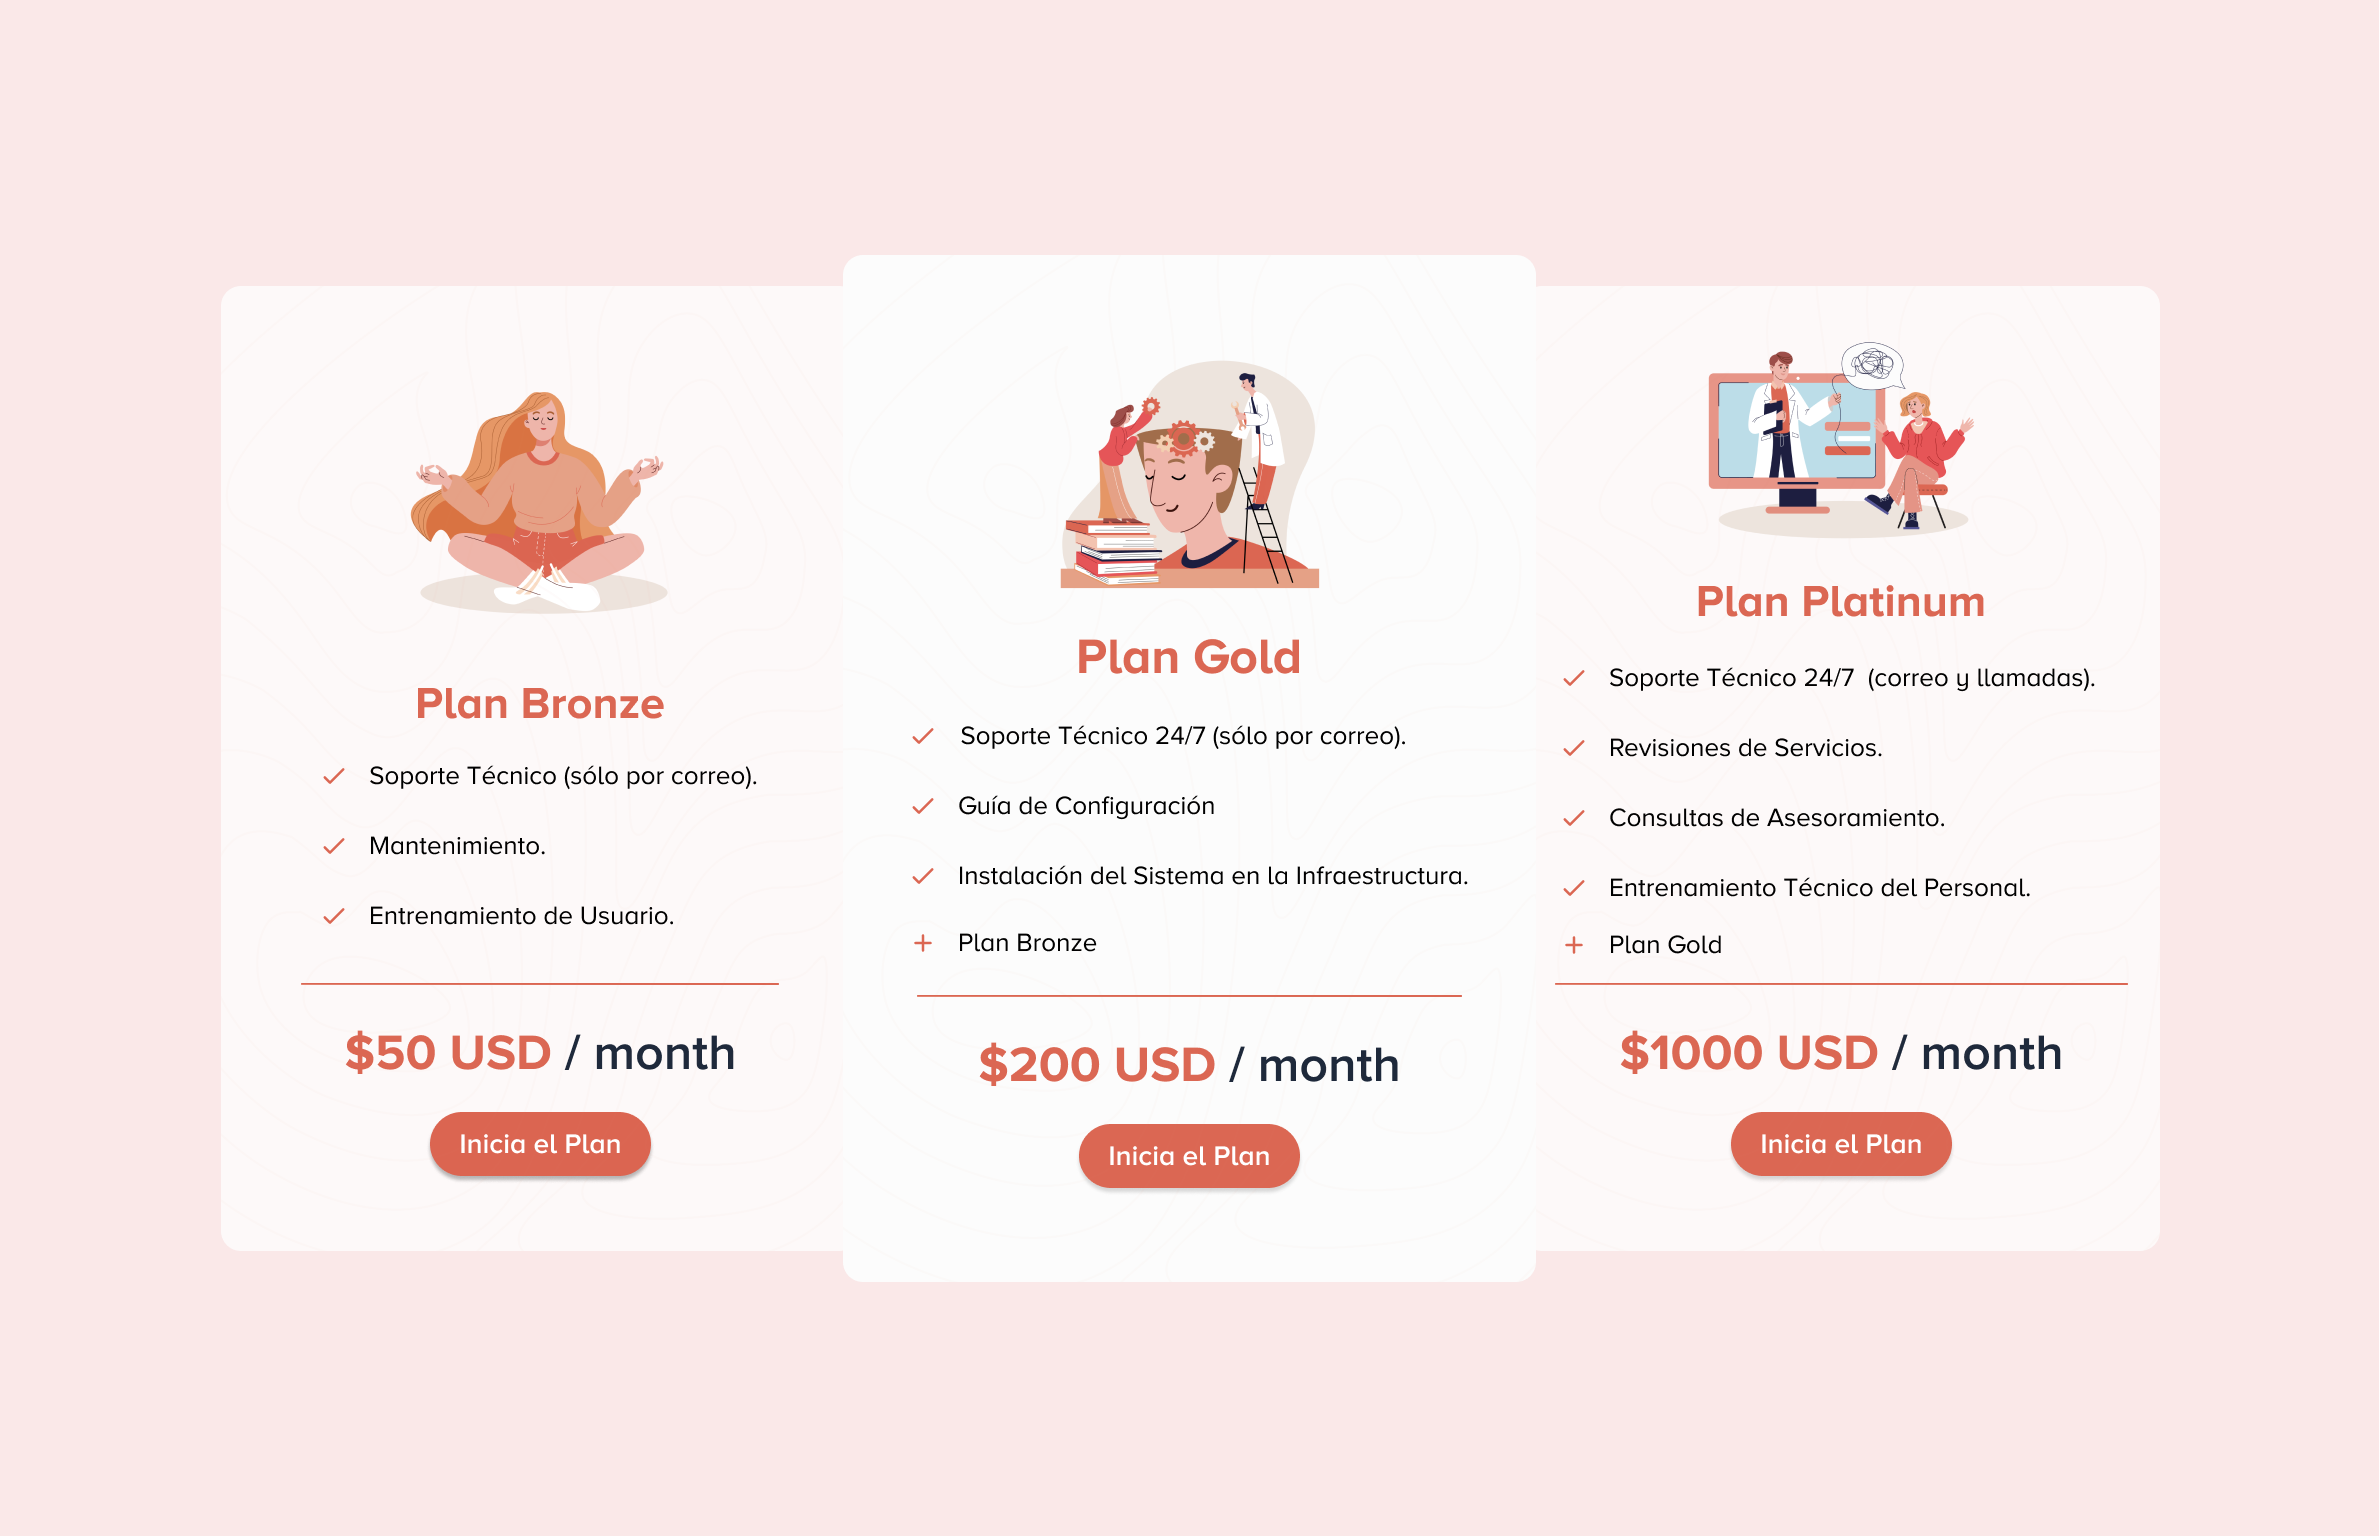 Plan Bronze
Soporte Técnico (sólo por correo).
Mantenimiento.
Entrenamiento de Usuario.
$50 USD / month
Inicia el Plan
Plan Gold
Soporte Técnico 24/7 (sólo por correo).
Guía de Configuración
Instalación del Sistema en la Infraestructura.
Plan Bronze
$200 USD / month
Inicia el Plan
Plan Platinum
Soporte Técnico 24/7 (correo y llamadas).
Revisiones de Servicios.
Consultas de Asesoramiento.
Entrenamiento Técnico del Personal.
Plan Gold
$1000 USD / month
Inicia el Plan